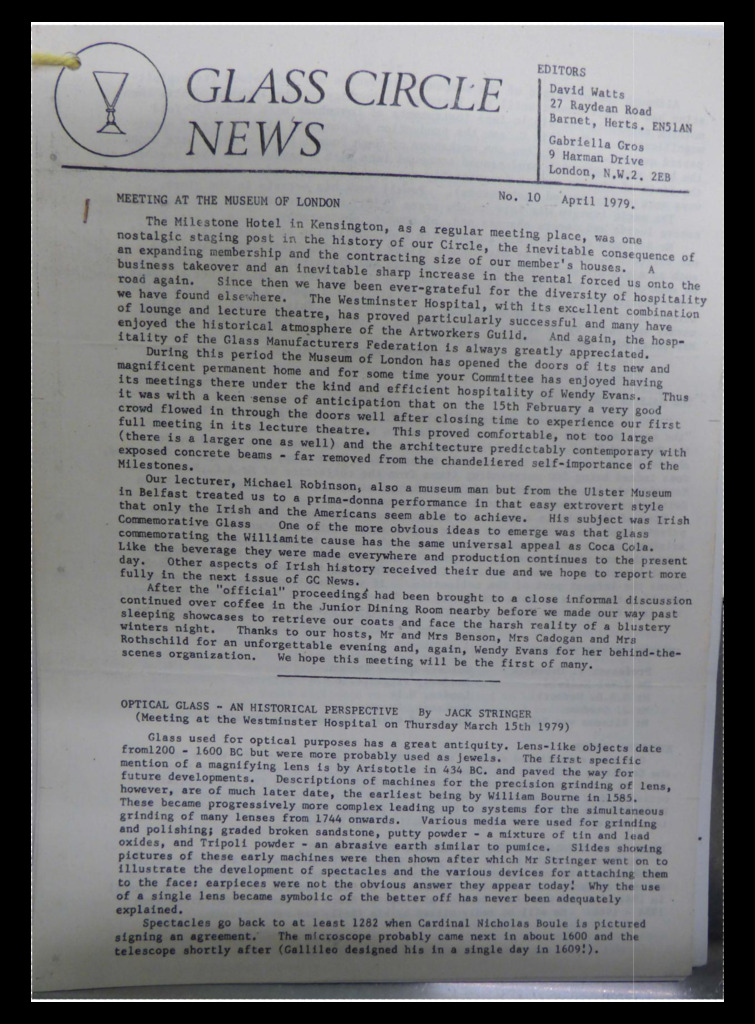 GLASS CIRCLE
NEWS
EDITORS
David Watts
27 Raydean Road
Barnet, Herts. EN51AN
Gabriella Gros
9 Harman Drive
London, N.W.2. 2EB
MEETING AT THE MUSEUM OF LONDON
No. 10 April 1979.
The Milestone Hotel in Kensington, as a regular meeting place, was one
nostalgic staging post in the history of our Circle, the inevitable consequence of
an expanding membership and the contracting size of our member's houses. A
business takeover and an inevitable sharp increase in the rental forced us onto the
road again. Since then we have been ever-grateful for the diversity of hospitality
we have found elsewhere. The Westminster Hospital, with its excellent combination
of lounge and lecture theatre, has proved particularly successful and many have
enjoyed the historical atmosphere of the Artworkers Guild. And again, the hosp-
itality of the Glass Manufacturers Federation is always greatly appreciated.
During this period the Museum of London has opened the doors of its new and
magnificent permanent home and for some time your Committee has enjoyed having
its meetings there under the kind and efficient hospitality of Wendy Evans. Thus
it was with a keen sense of anticipation that on the 15th February a very good
crowd flowed in through the doors well after closing time to experience our first
full meeting in its lecture theatre. This proved comfortable, not too large
(there is a larger one as well) and the architecture predictably contemporary with
exposed concrete beams - far removed from the chandeliered self-importance of the
Milestones.
Our lecturer, Michael Robinson, also a museum man but from the Ulster Museum
in Belfast treated us to a prima-donna performance in that easy extrovert style
that only the Irish and the Americans seem able to achieve. His subject was Irish
Commemorative Glass One of the more obvious ideas to emerge was that glass
commemorating the Williamite cause has the same universal appeal as Coca Cola.
Like the beverage they were made everywhere and production continues to the present
day. Other aspects of Irish history received their due and we hope to report more
fully in the next issue of GC News.
After the "official" proceedings had been brought to a close informal discussion
continued over coffee in the Junior Dining Room nearby before we made our way past
sleeping showcases to retrieve our coats and face the harsh reality of a blustery
winters night. Thanks to our hosts, Mr and Mrs Benson, Mrs Cadogan and Mrs
Rothschild for an unforgettable evening and, again, Wendy Evans for her behind-the-
scenes organization. We hope this meeting will be the first of many.
OPTICAL GLASS - AN HISTORICAL PERSPECTIVE By JACK STRINGER
(Meeting at the Westminster Hospital on Thursday March 15th 1979)
Glass used for optical purposes has a great antiquity. Lens-like objects date
from1200 - 1600 BC but were more probably used as jewels. The first specific
mention of a magnifying lens is by Aristotle in 434 BC. and paved the way for
future developments. Descriptions of machines for the precision grinding of lens,
however, are of much later date, the earliest being by William Bourne in 1585.
These became progressively more complex leading up to systems for the simultaneous
grinding of many lenses from 1744 onwards. Various media were used for grinding
and polishing; graded broken sandstone, putty powder - a mixture of tin and lead
oxides, and Tripoli powder - an abrasive earth similar to pumice. Slides showing
pictures of these early machines were then shown after which Mr Stringer went on to
illustrate the development of spectacles and the various devices for attaching them
to the face: earpieces were not the obvious answer they appear today! Why the use
of a single lens became symbolic of the better off has never been adequately
explained.
Spectacles go back to at least 1282 when Cardinal Nicholas Boule is pictured
signing an agreement. The microscope probably came next in about 1600 and the
telescope shortly after (Gallileo designed his in a single day in 1609!).